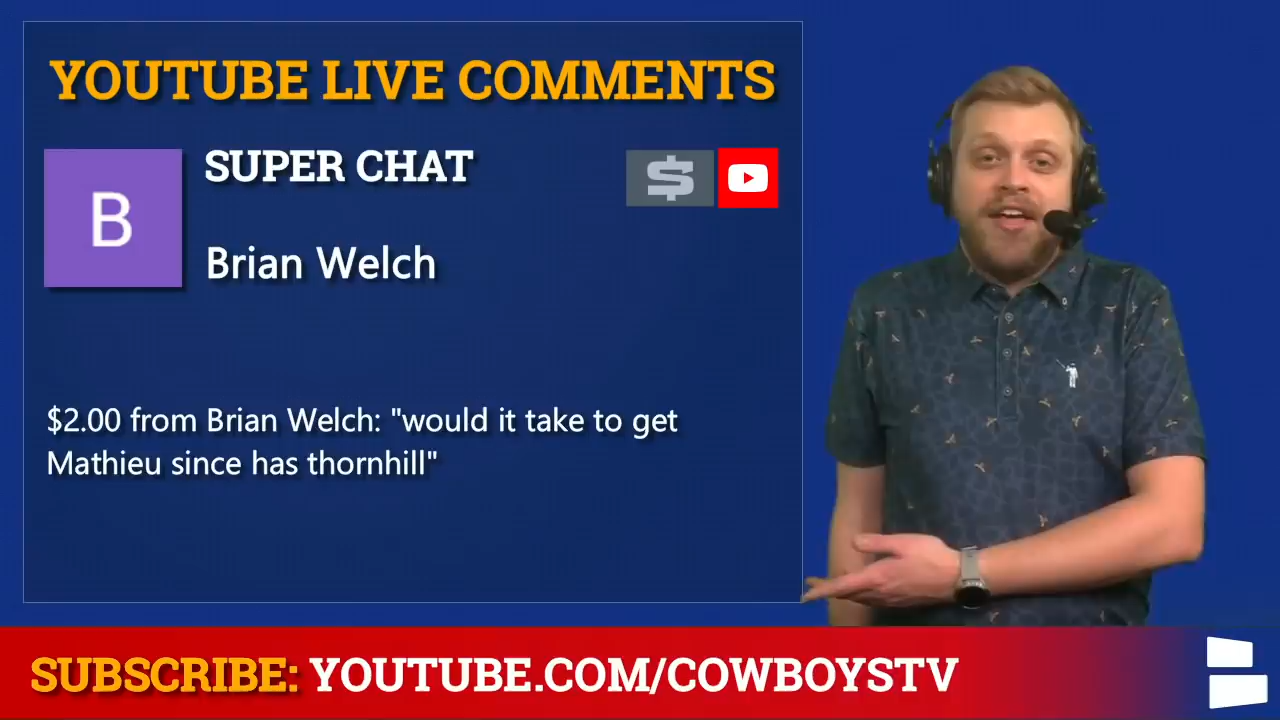 YOUTUBE LIVE COMMENTS
B
SUPER CHAT
$
Brian Welch
$2.00 from Brian Welch: "would it take to get
Mathieu since has thornhill"
SUBSCRIBE: YOUTUBE.COM/COWBOYSTV